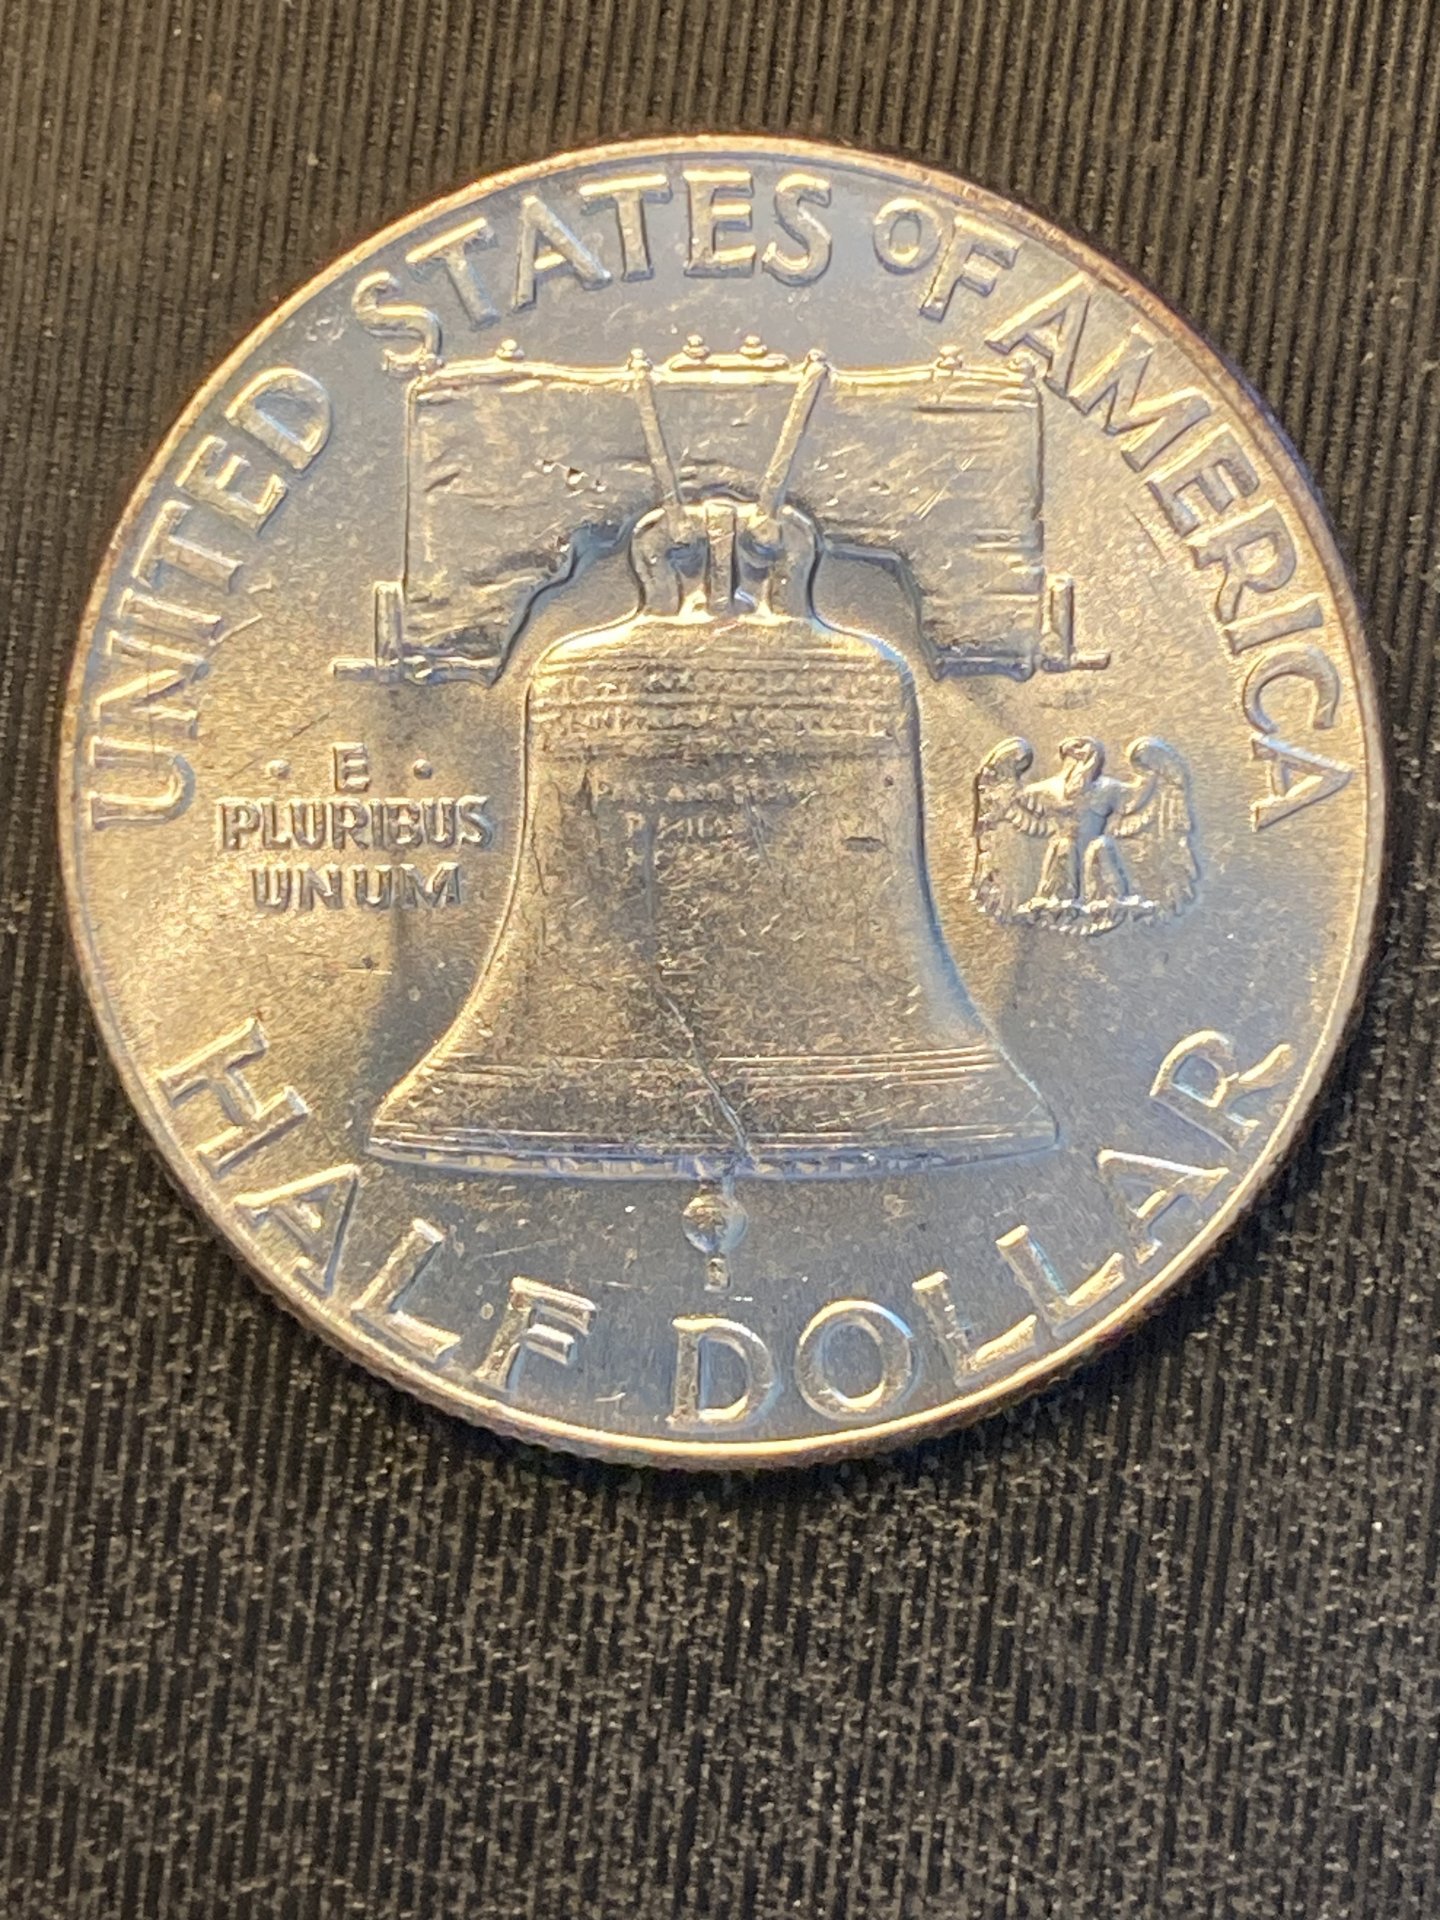 UNITED STATES OF AMERICA
· E ·
PLURIBUS
UNUM
HALF DOLLAR